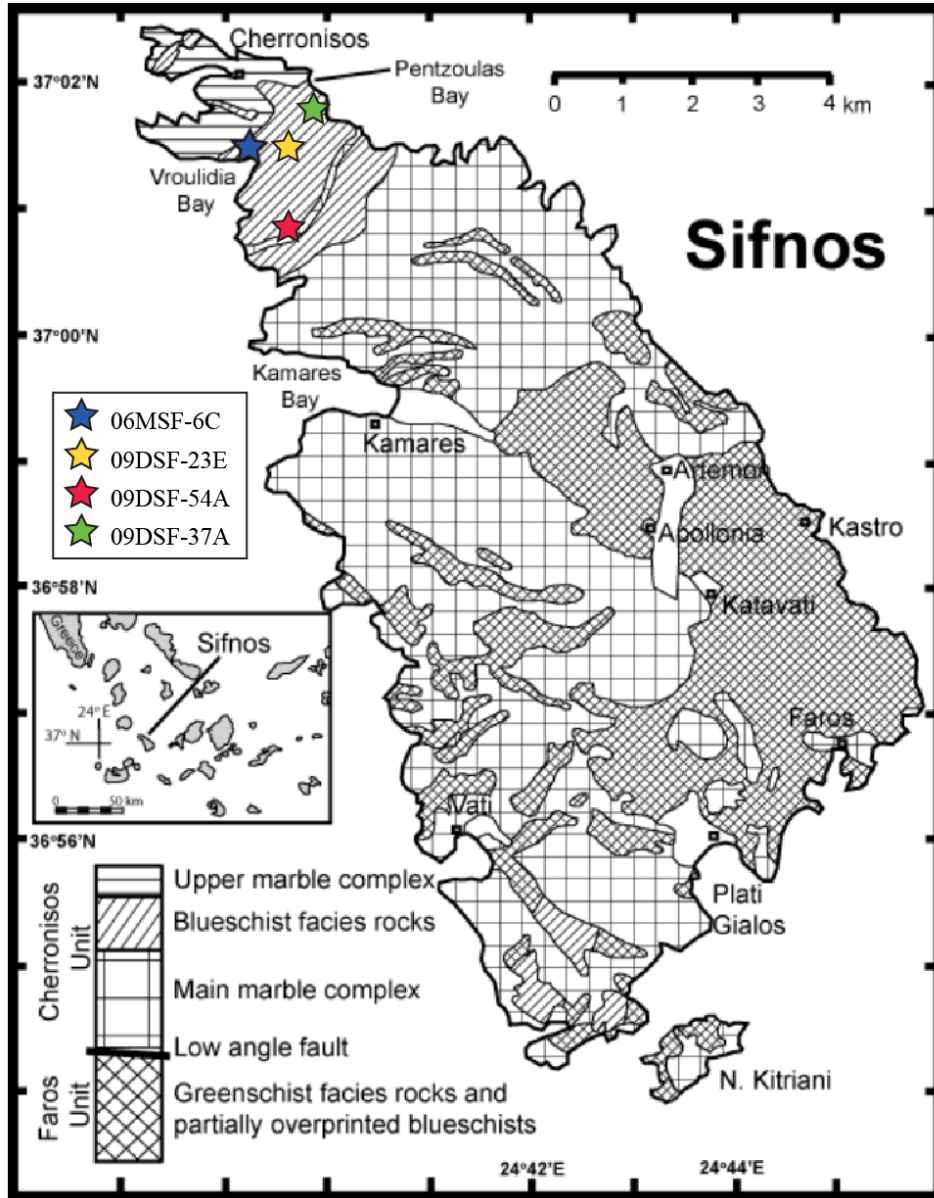 Cherronisos
37°02'N
Pentzoulas
Bay
0 1 2 3 4 km
Vroulidia
Bay
Sifnos
37°00'N
Kamares
Bay
06MSF-6C
09DSF-23E
09DSF-54A
09DSF-37A
Kamares
Artemon
Apollonia
Kastro
36°58'N
Katavati
Greece
Sifnos
24° E
37° N
0 50 km
Faros
Vati
36°56'N
Plati
Gialos
Cherronisos
Unit
Upper marble complex
Blueschist facies rocks
Main marble complex
Low angle fault
Faros
Unit
Greenschist facies rocks and
partially overprinted blueschists
N. Kitriani
24°42'E
24°44'E